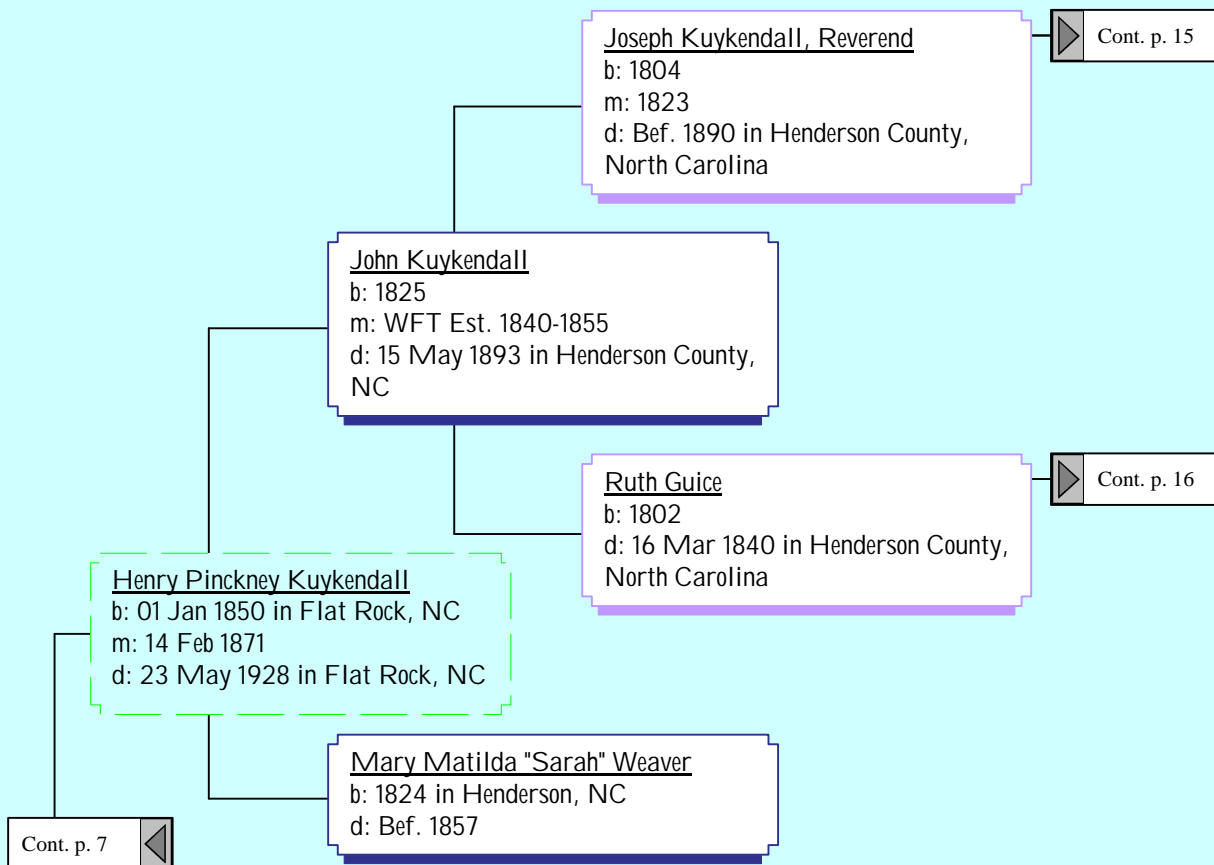 Joseph Kuykendall, Reverend
b: 1804
m: 1823
d: Bef. 1890 in Henderson County,
North Carolina
Cont. p. 15
John Kuykendall
b: 1825
m: WFT Est. 1840-1855
d: 15 May 1893 in Henderson County,
NC
Ruth Guice
b: 1802
d: 16 Mar 1840 in Henderson County,
North Carolina
Cont. p. 16
Henry Pinckney Kuykendall
b: 01 Jan 1850 in Flat Rock, NC
m: 14 Feb 1871
d: 23 May 1928 in Flat Rock, NC
Mary Matilda "Sarah" Weaver
b: 1824 in Henderson, NC
d: Bef. 1857
Cont. p. 7